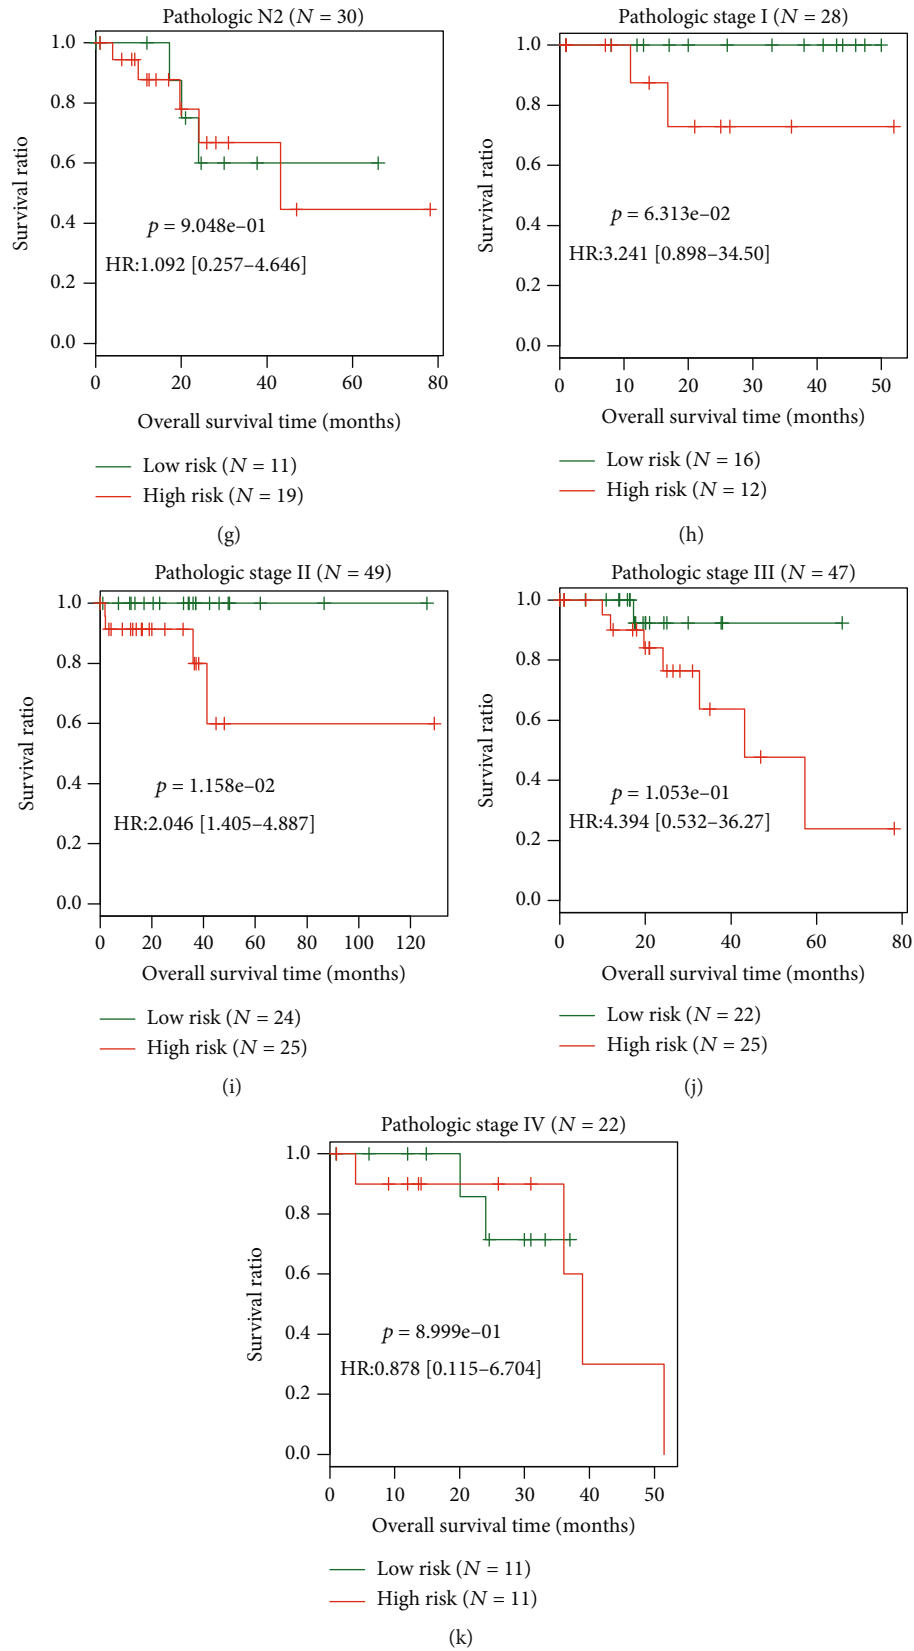 Pathologic N2 (N = 30)
1.0
0.8
0.6
0.4
0.2
0.0
Survival ratio
p = 9.048e–01
HR:1.092 [0.257–4.646]
0 20 40 60 80
Overall survival time (months)
Low risk (N = 11)
High risk (N = 19)
(g)
Pathologic stage I (N = 28)
1.0
0.8
0.6
0.4
0.2
0.0
Survival ratio
p = 6.313e–02
HR:3.241 [0.898–34.50]
0 10 20 30 40 50
Overall survival time (months)
Low risk (N = 16)
High risk (N = 12)
(h)
Pathologic stage II (N = 49)
1.0
0.8
0.6
0.4
0.2
0.0
Survival ratio
p = 1.158e–02
HR:2.046 [1.405–4.887]
0 20 40 60 80 100 120
Overall survival time (months)
Low risk (N = 24)
High risk (N = 25)
(i)
Pathologic stage III (N = 47)
1.0
0.8
0.6
0.4
0.2
0.0
Survival ratio
p = 1.053e–01
HR:4.394 [0.532–36.27]
0 20 40 60 80
Overall survival time (months)
Low risk (N = 22)
High risk (N = 25)
(j)
Pathologic stage IV (N = 22)
1.0
0.8
0.6
0.4
0.2
0.0
Survival ratio
p = 8.999e–01
HR:0.878 [0.115–6.704]
0 10 20 30 40 50
Overall survival time (months)
Low risk (N = 11)
High risk (N = 11)
(k)